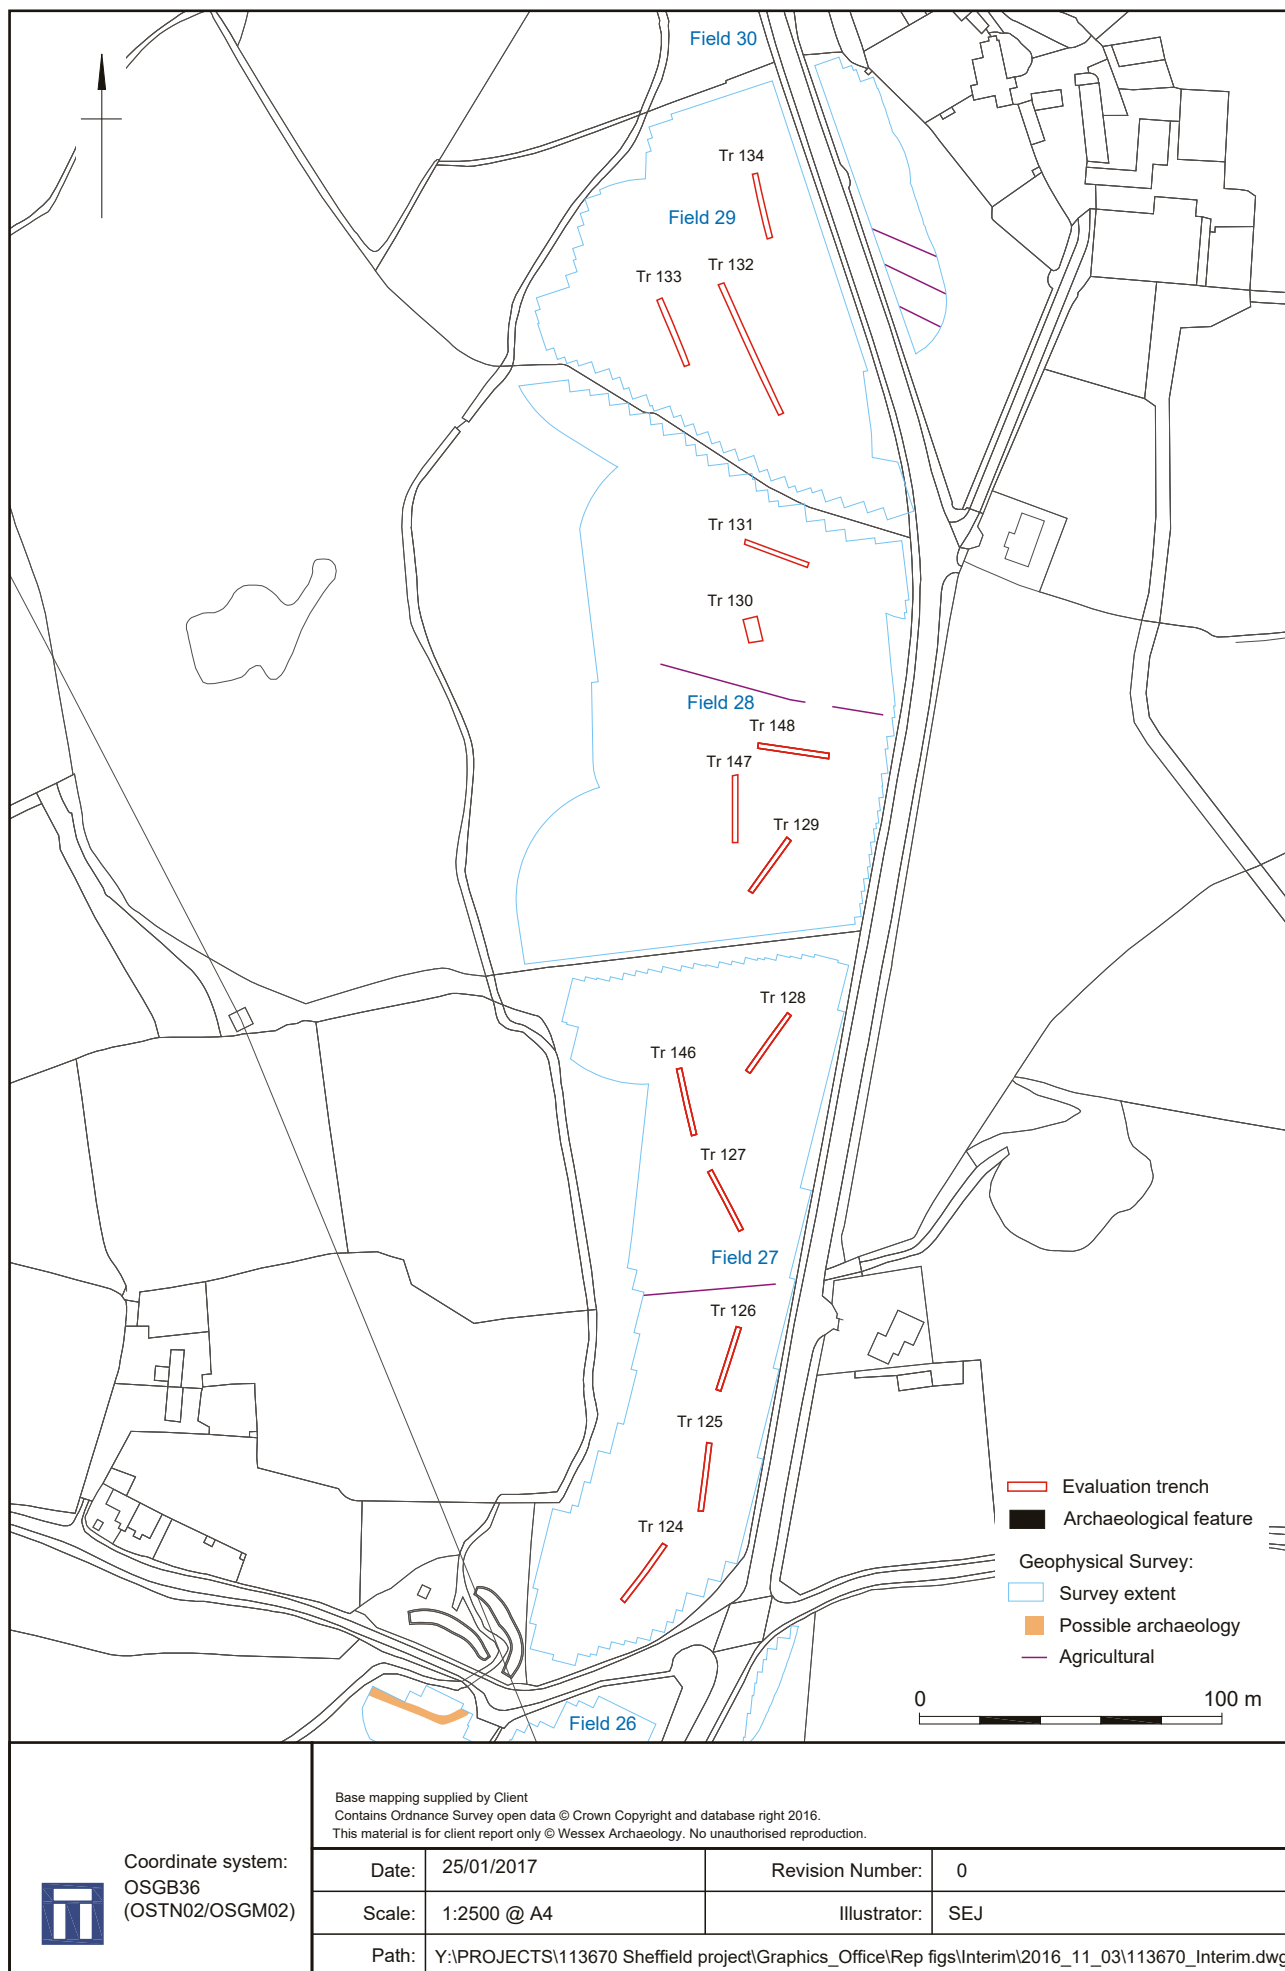 Field 30
Tr 134
Field 29
Tr 132
Tr 133
Tr 131
Tr 130
Field 28
Tr 148
Tr 147
Tr 129
Tr 128
Tr 146
Tr 127
Field 27
Tr 126
Tr 125
Tr 124
Field 26
Evaluation trench
Archaeological feature
Geophysical Survey:
Survey extent
Possible archaeology
Agricultural
0 100 m
Base mapping supplied by Client
Contains Ordnance Survey open data © Crown Copyright and database right 2016.
This material is for client report only © Wessex Archaeology. No unauthorised reproduction.
Coordinate system:
OSGB36
(OSTN02/OSGM02)
Date: 25/01/2017 Revision Number: 0
Scale: 1:2500 @ A4 Illustrator: SEJ
Path: Y:\PROJECTS\113670 Sheffield project\Graphics_Office\Rep figs\Interim\2016_11_03\113670_Interim.dwg